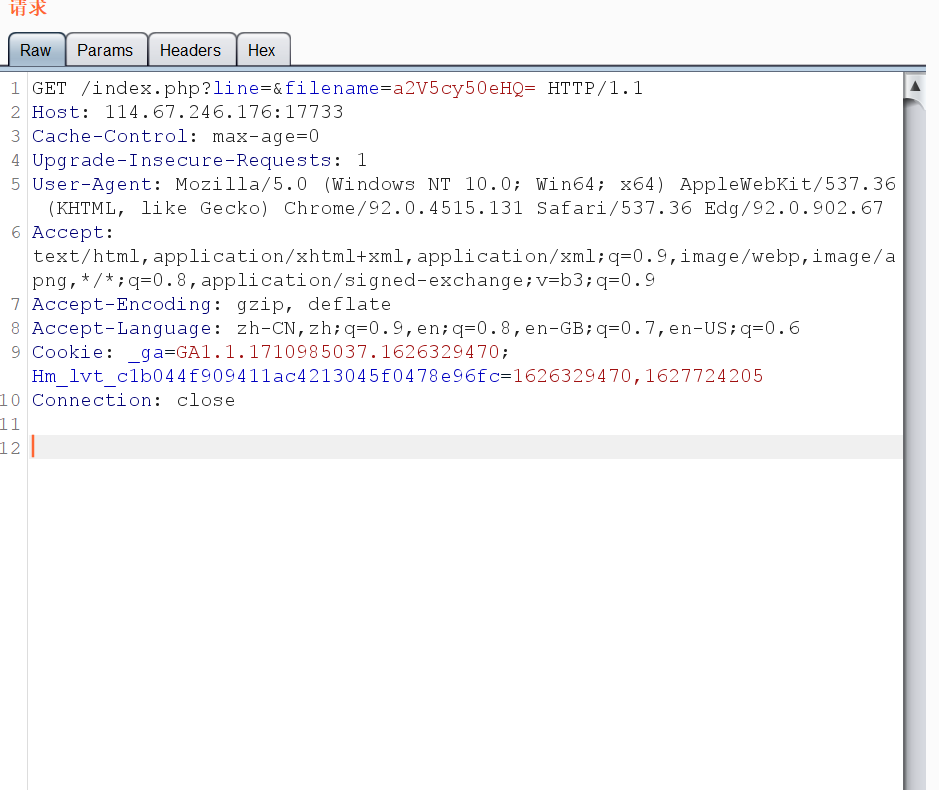 请求
Raw Params Headers Hex
1 GET /index.php?line=&filename=a2V5cy50eHQ= HTTP/1.1
2 Host: 114.67.246.176:17733
3 Cache-Control: max-age=0
4 Upgrade-Insecure-Requests: 1
5 User-Agent: Mozilla/5.0 (Windows NT 10.0; Win64; x64) AppleWebKit/537.36
(KHTML, like Gecko) Chrome/92.0.4515.131 Safari/537.36 Edg/92.0.902.67
6 Accept:
text/html,application/xhtml+xml,application/xml;q=0.9,image/webp,image/a
png,*/*;q=0.8,application/signed-exchange;v=b3;q=0.9
7 Accept-Encoding: gzip, deflate
8 Accept-Language: zh-CN,zh;q=0.9,en;q=0.8,en-GB;q=0.7,en-US;q=0.6
9 Cookie: _ga=GA1.1.1710985037.1626329470;
Hm_lvt_c1b044f909411ac4213045f0478e96fc=1626329470,1627724205
10 Connection: close
11
12